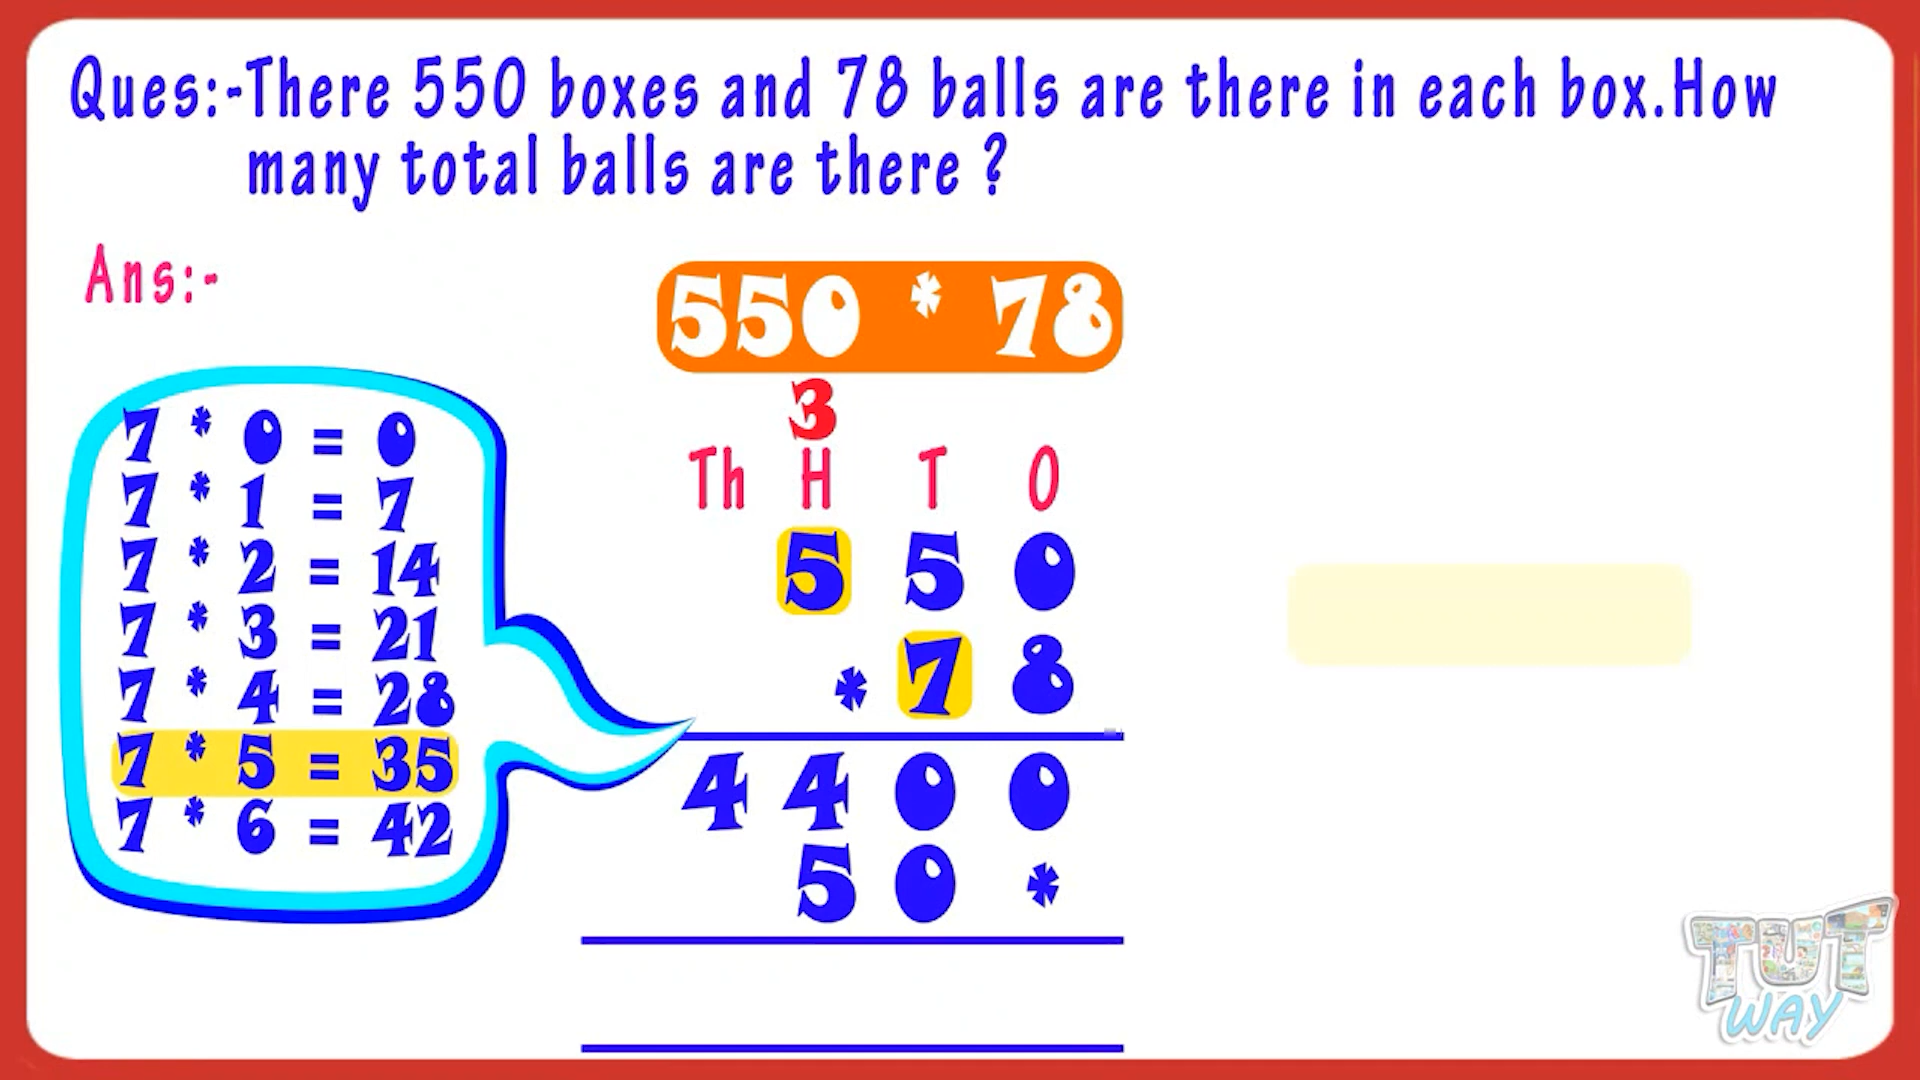 Ques:-There 550 boxes and 78 balls are there in each box.How
many total balls are there ?
Ans:-
550 * 78
3
Th H T O
5 5 0
* 7 8
4 4 0 0
5 0 *
7 * 0 = 0
7 * 1 = 7
7 * 2 = 14
7 * 3 = 21
7 * 4 = 28
7 * 5 = 35
7 * 6 = 42
TUT
WAY